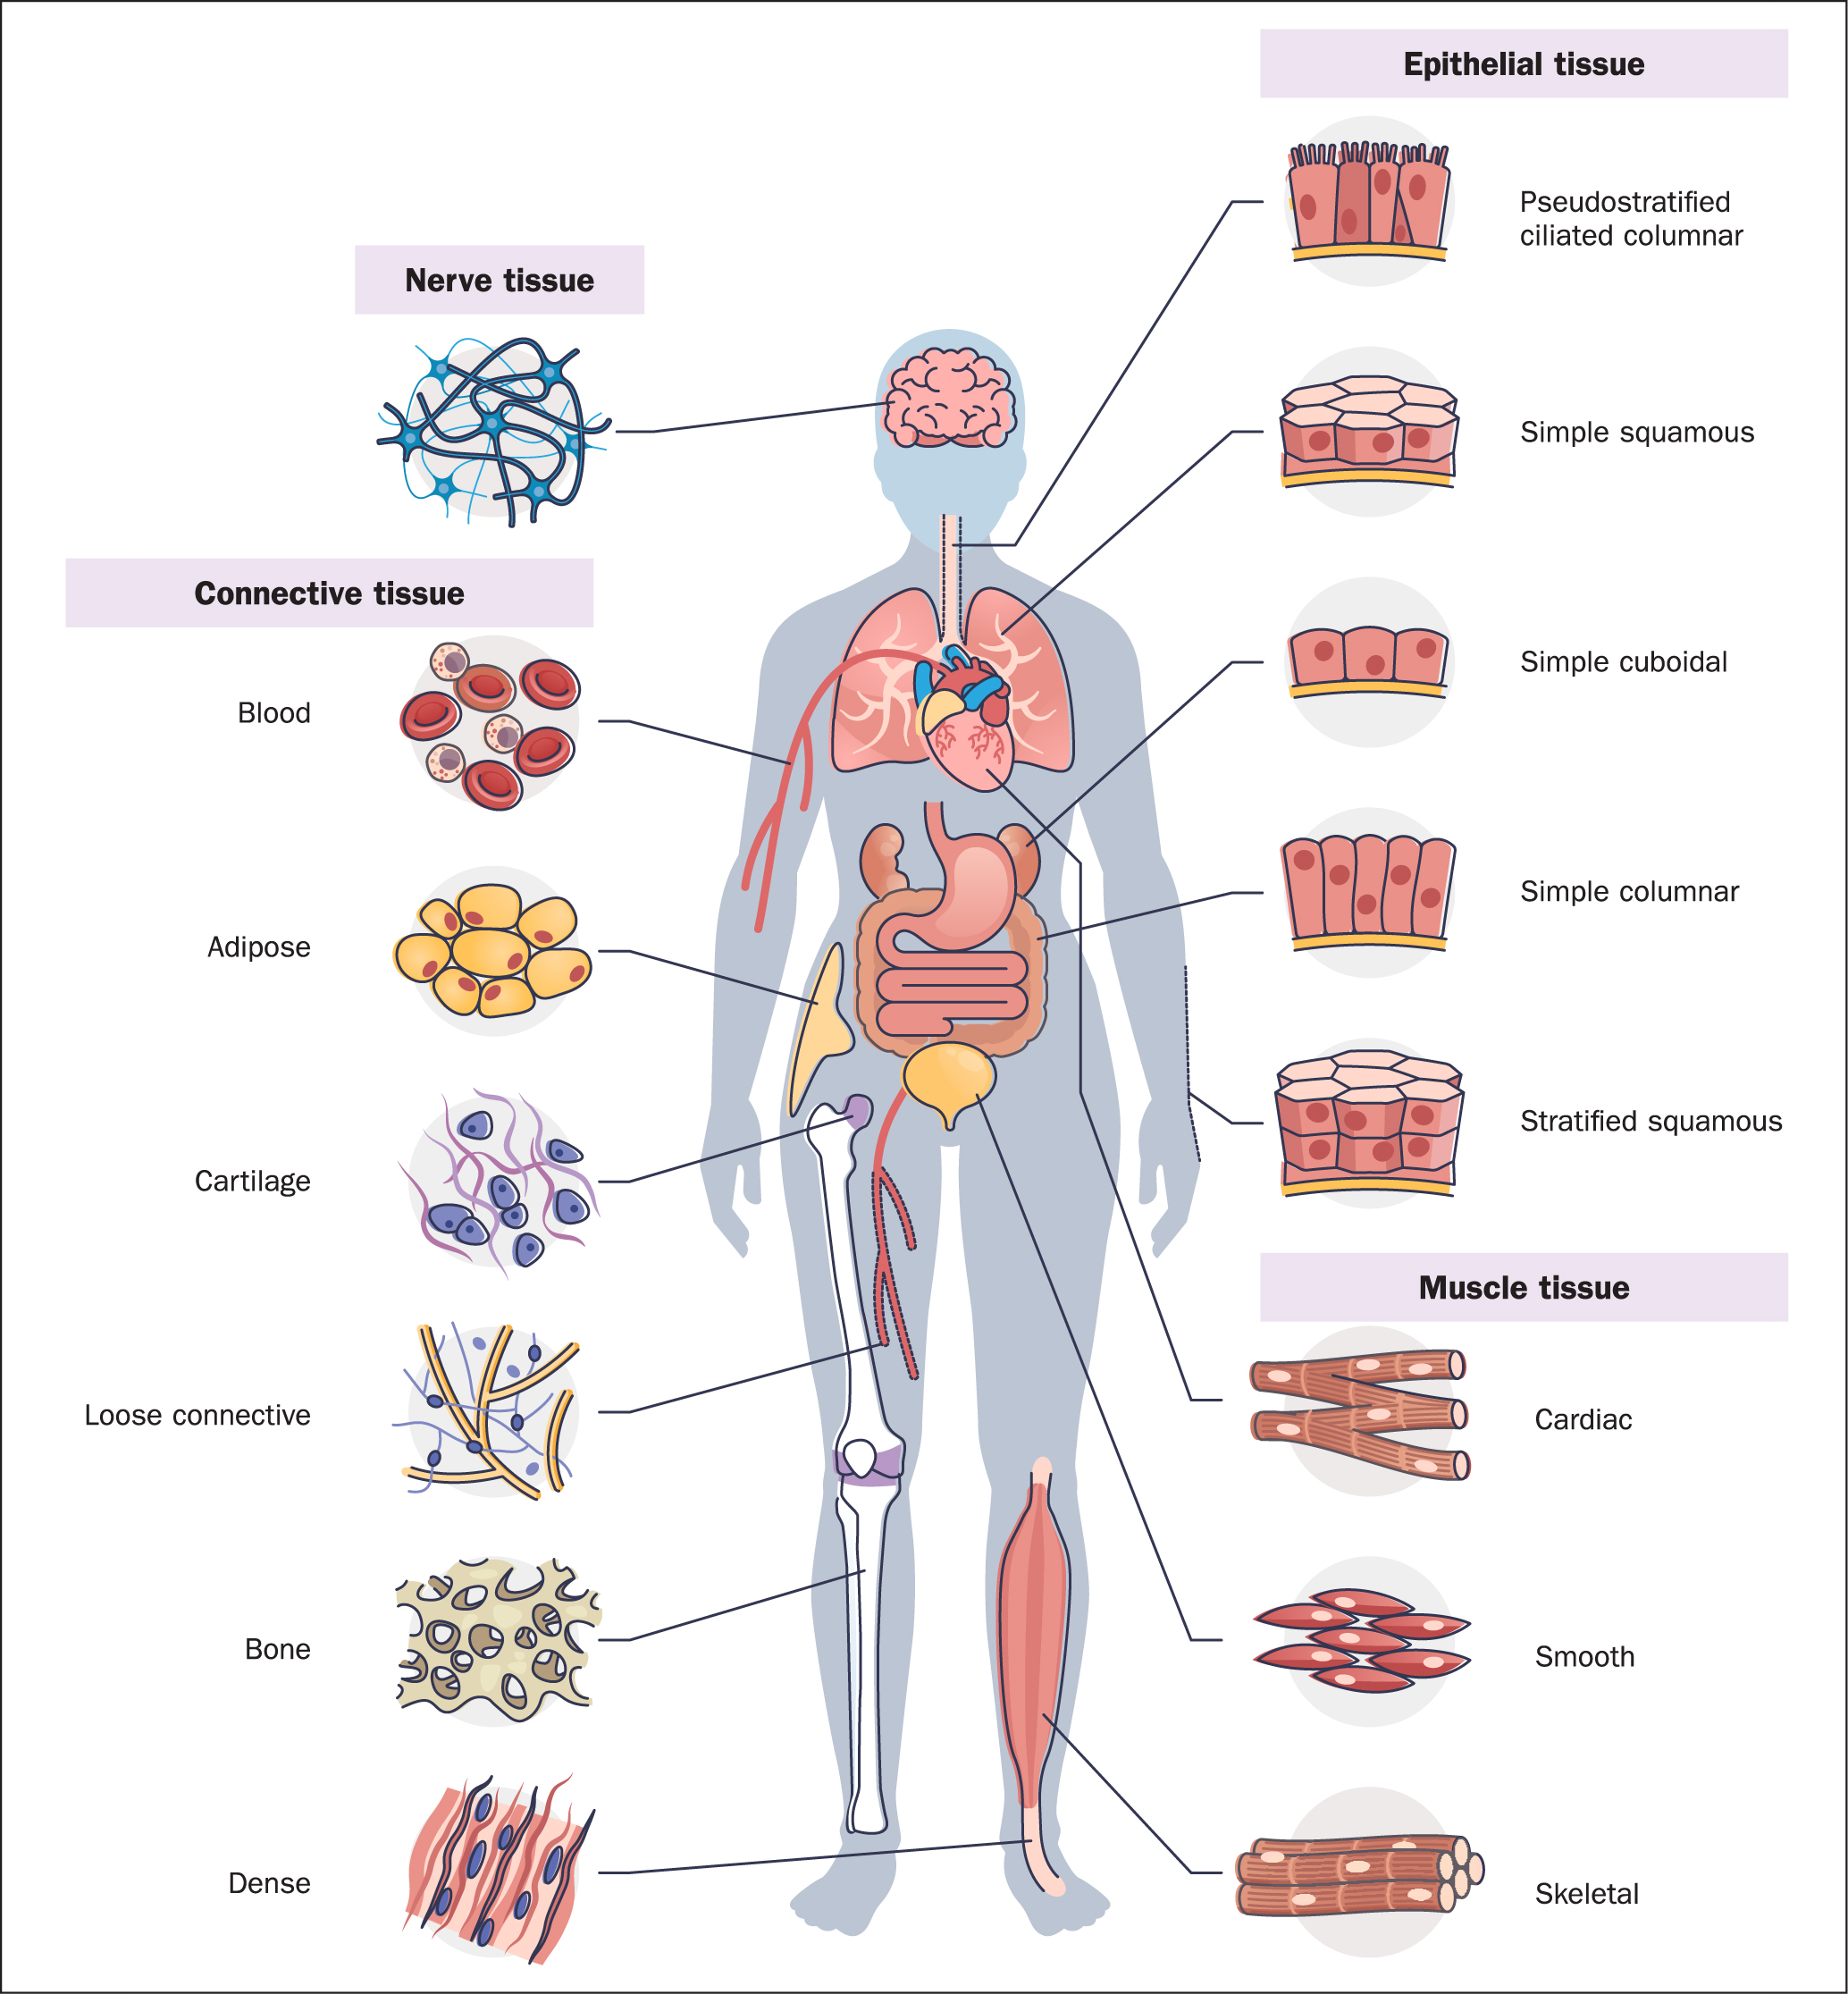 Nerve tissue
Connective tissue
Blood
Adipose
Cartilage
Loose connective
Bone
Dense
Epithelial tissue
Pseudostratified
ciliated columnar
Simple squamous
Simple cuboidal
Simple columnar
Stratified squamous
Muscle tissue
Cardiac
Smooth
Skeletal